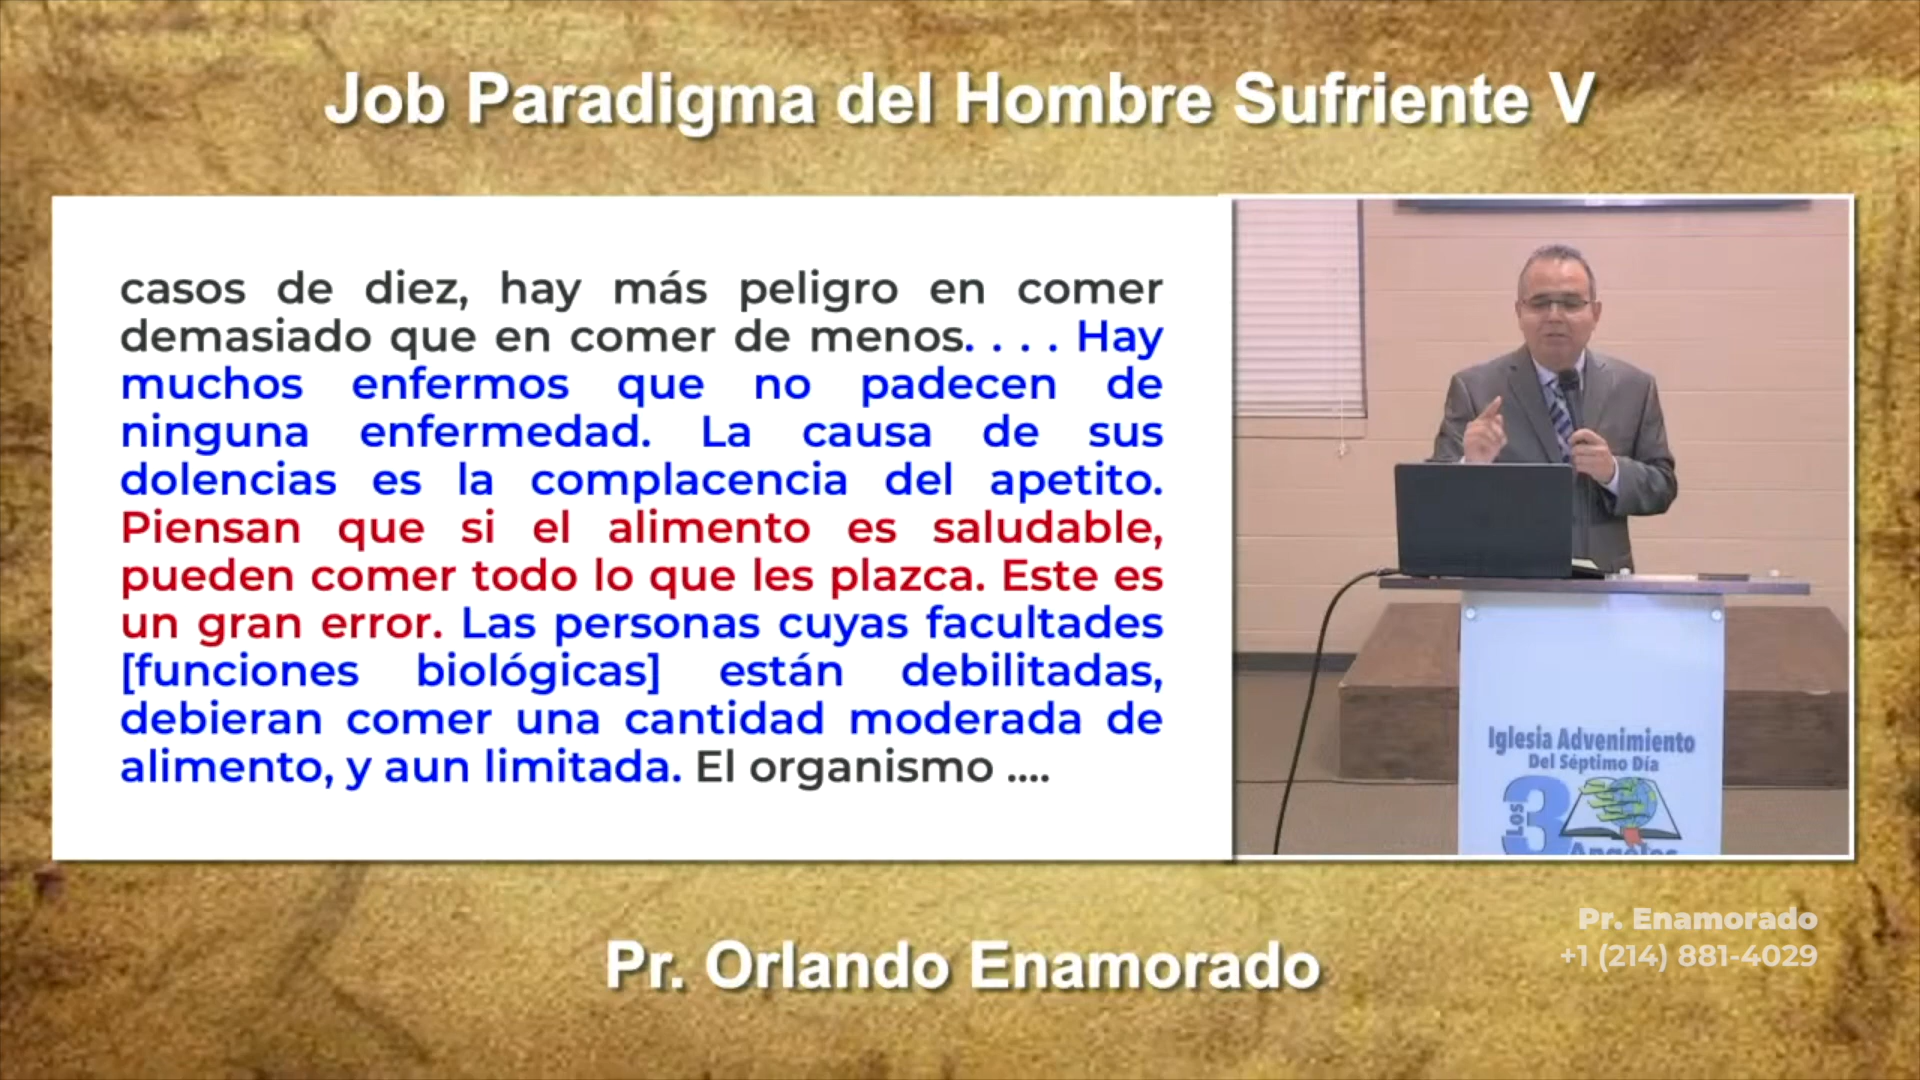 Job Paradigma del Hombre Sufriente V
casos de diez, hay más peligro en comer
demasiado que en comer de menos. . . . Hay
muchos enfermos que no padecen de
ninguna enfermedad. La causa de sus
dolencias es la complacencia del apetito.
Piensan que si el alimento es saludable,
pueden comer todo lo que les plazca. Este es
un gran error. Las personas cuyas facultades
[funciones biológicas] están debilitadas,
debieran comer una cantidad moderada de
alimento, y aun limitada. El organismo ....
Iglesia Advenimiento
Del Séptimo Día
Los 3
Angeles
Pr. Enamorado
+1 (214) 881-4029
Pr. Orlando Enamorado